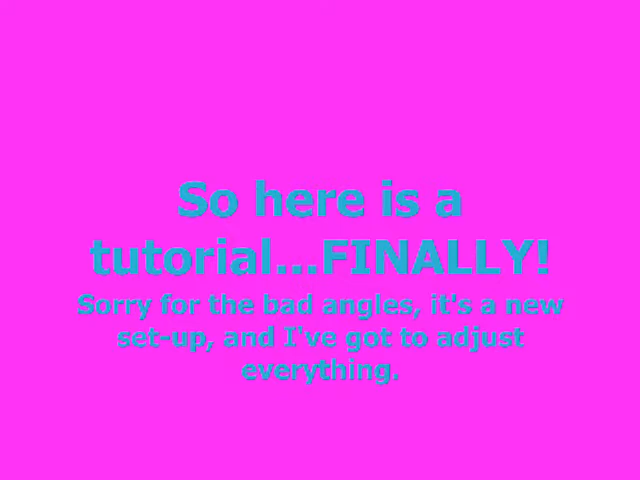 So here is a
tutorial...FINALLY!
Sorry for the bad angles, it's a new
set-up, and I've got to adjust
everything.